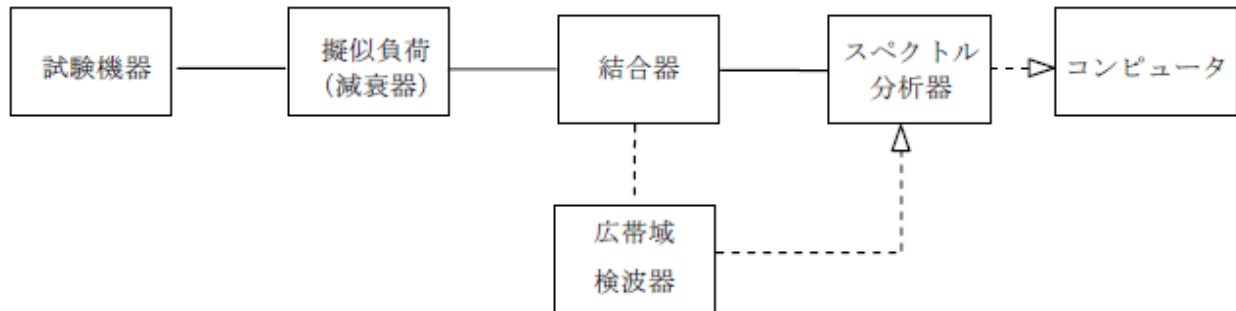 試験機器
擬似負荷
（減衰器）
結合器
スペクトル
分析器
コンピュータ
広帯域
検波器